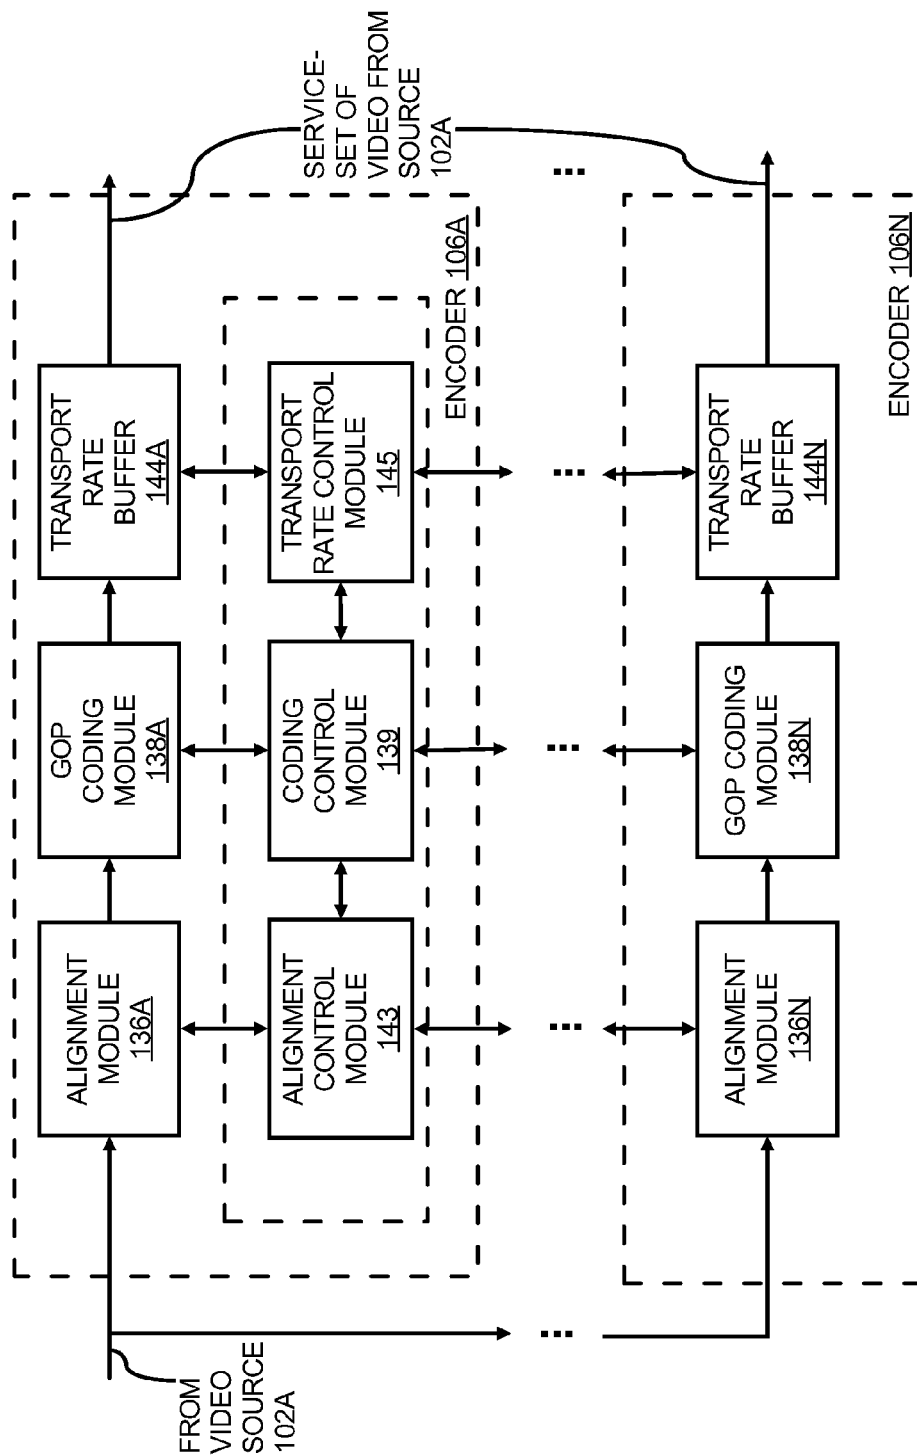 FROM
VIDEO
SOURCE
102A
ALIGNMENT
MODULE
136A
GOP
CODING
MODULE
138A
TRANSPORT
RATE
BUFFER
144A
SERVICE-
SET OF
VIDEO FROM
SOURCE
102A
ALIGNMENT
CONTROL
MODULE
143
CODING
CONTROL
MODULE
139
TRANSPORT
RATE CONTROL
MODULE
145
ENCODER 106A
ALIGNMENT
MODULE
136N
GOP CODING
MODULE
138N
TRANSPORT
RATE
BUFFER
144N
ENCODER 106N